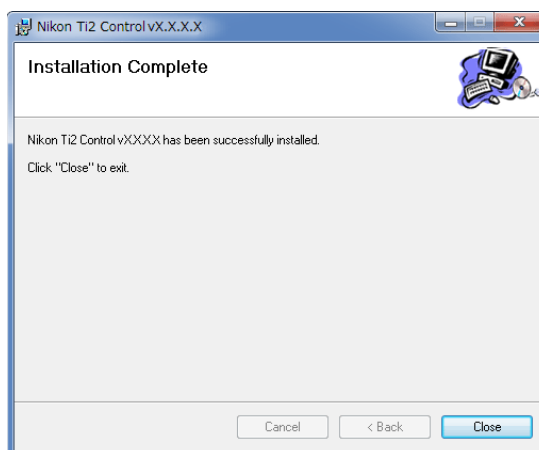 Nikon Ti2 Control vX.X.X.X
Installation Complete
Nikon Ti2 Control vX.X.X.X has been successfully installed.
Click "Close" to exit.
Cancel
< Back
Close